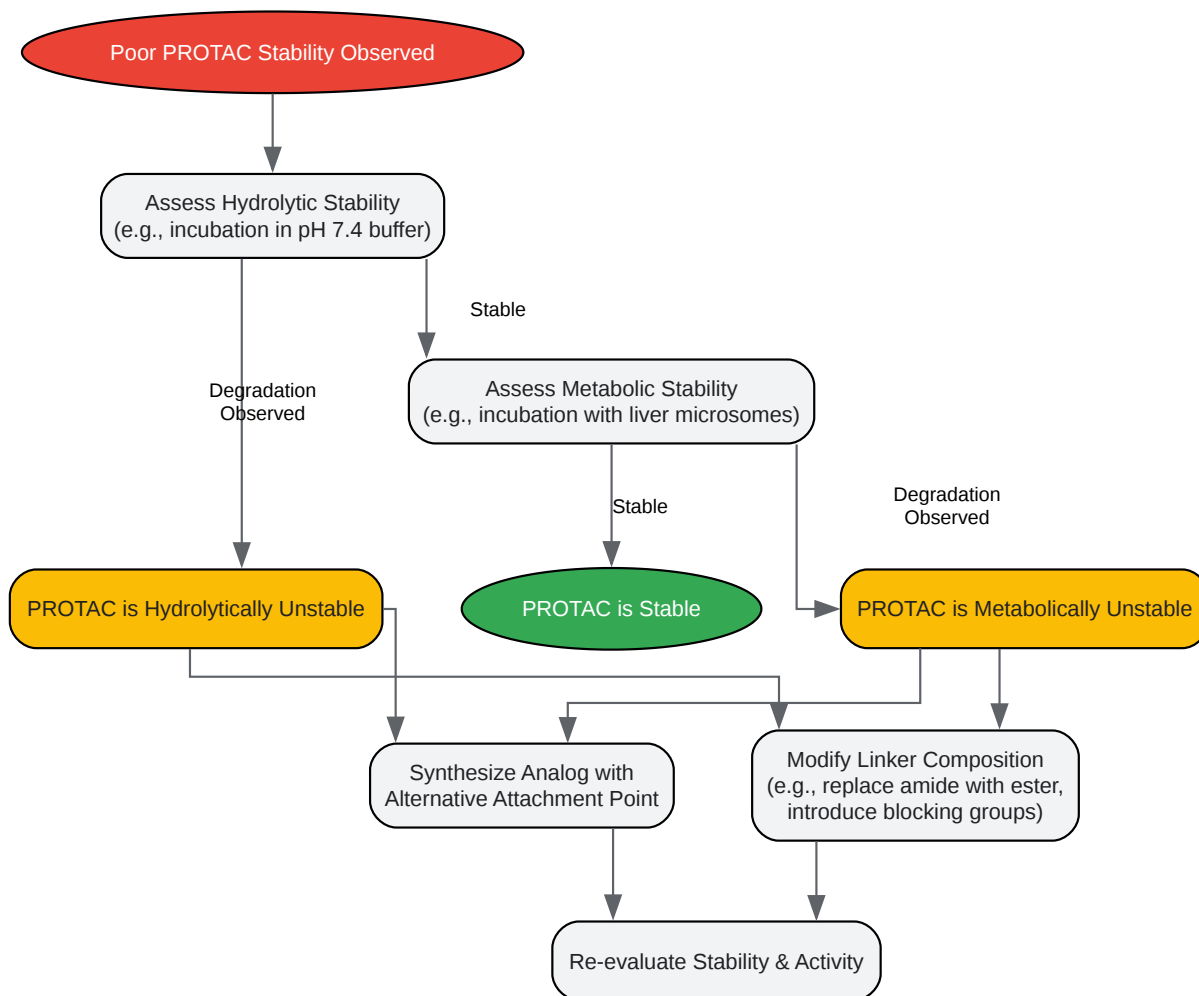 Poor PROTAC Stability Observed
Assess Hydrolytic Stability
(e.g., incubation in pH 7.4 buffer)
Stable
Assess Metabolic Stability
(e.g., incubation with liver microsomes)
Degradation
Observed
Stable
Degradation
Observed
PROTAC is Hydrolytically Unstable
PROTAC is Stable
PROTAC is Metabolically Unstable
Synthesize Analog with
Alternative Attachment Point
Modify Linker Composition
(e.g., replace amide with ester,
introduce blocking groups)
Re-evaluate Stability & Activity